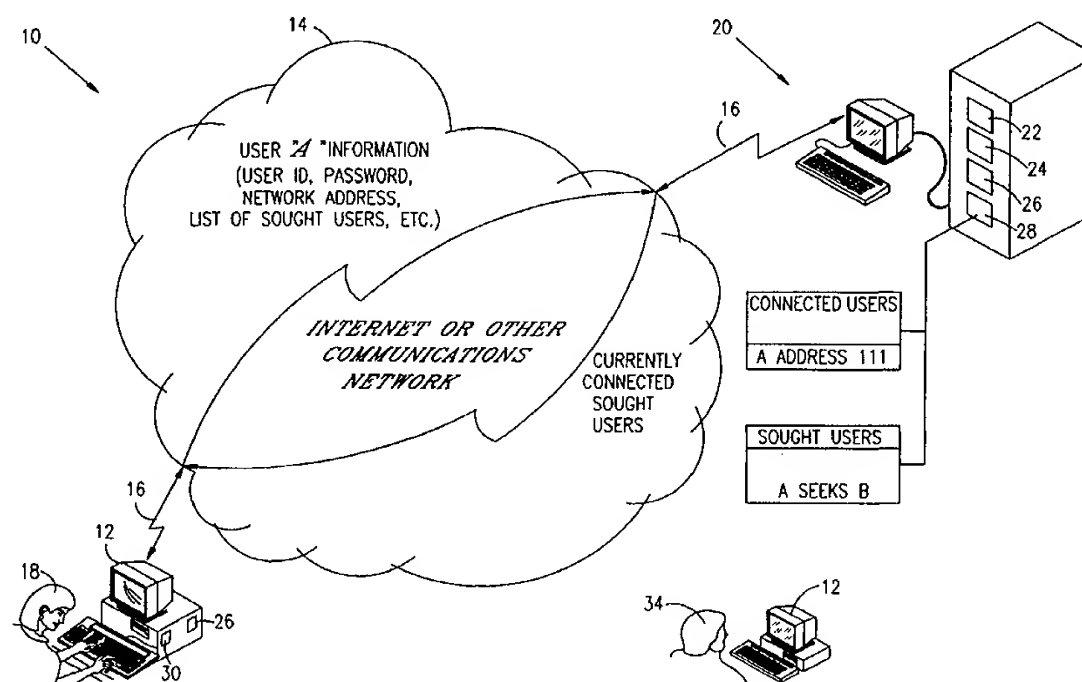 10
14
20
16
USER "A" INFORMATION
(USER ID, PASSWORD,
NETWORK ADDRESS,
LIST OF SOUGHT USERS, ETC.)
22
24
26
28
INTERNET OR OTHER
COMMUNICATIONS
NETWORK
CURRENTLY
CONNECTED
SOUGHT
USERS
CONNECTED USERS
A ADDRESS 111
SOUGHT USERS
A SEEKS B
16
12
18
26
30
34
12